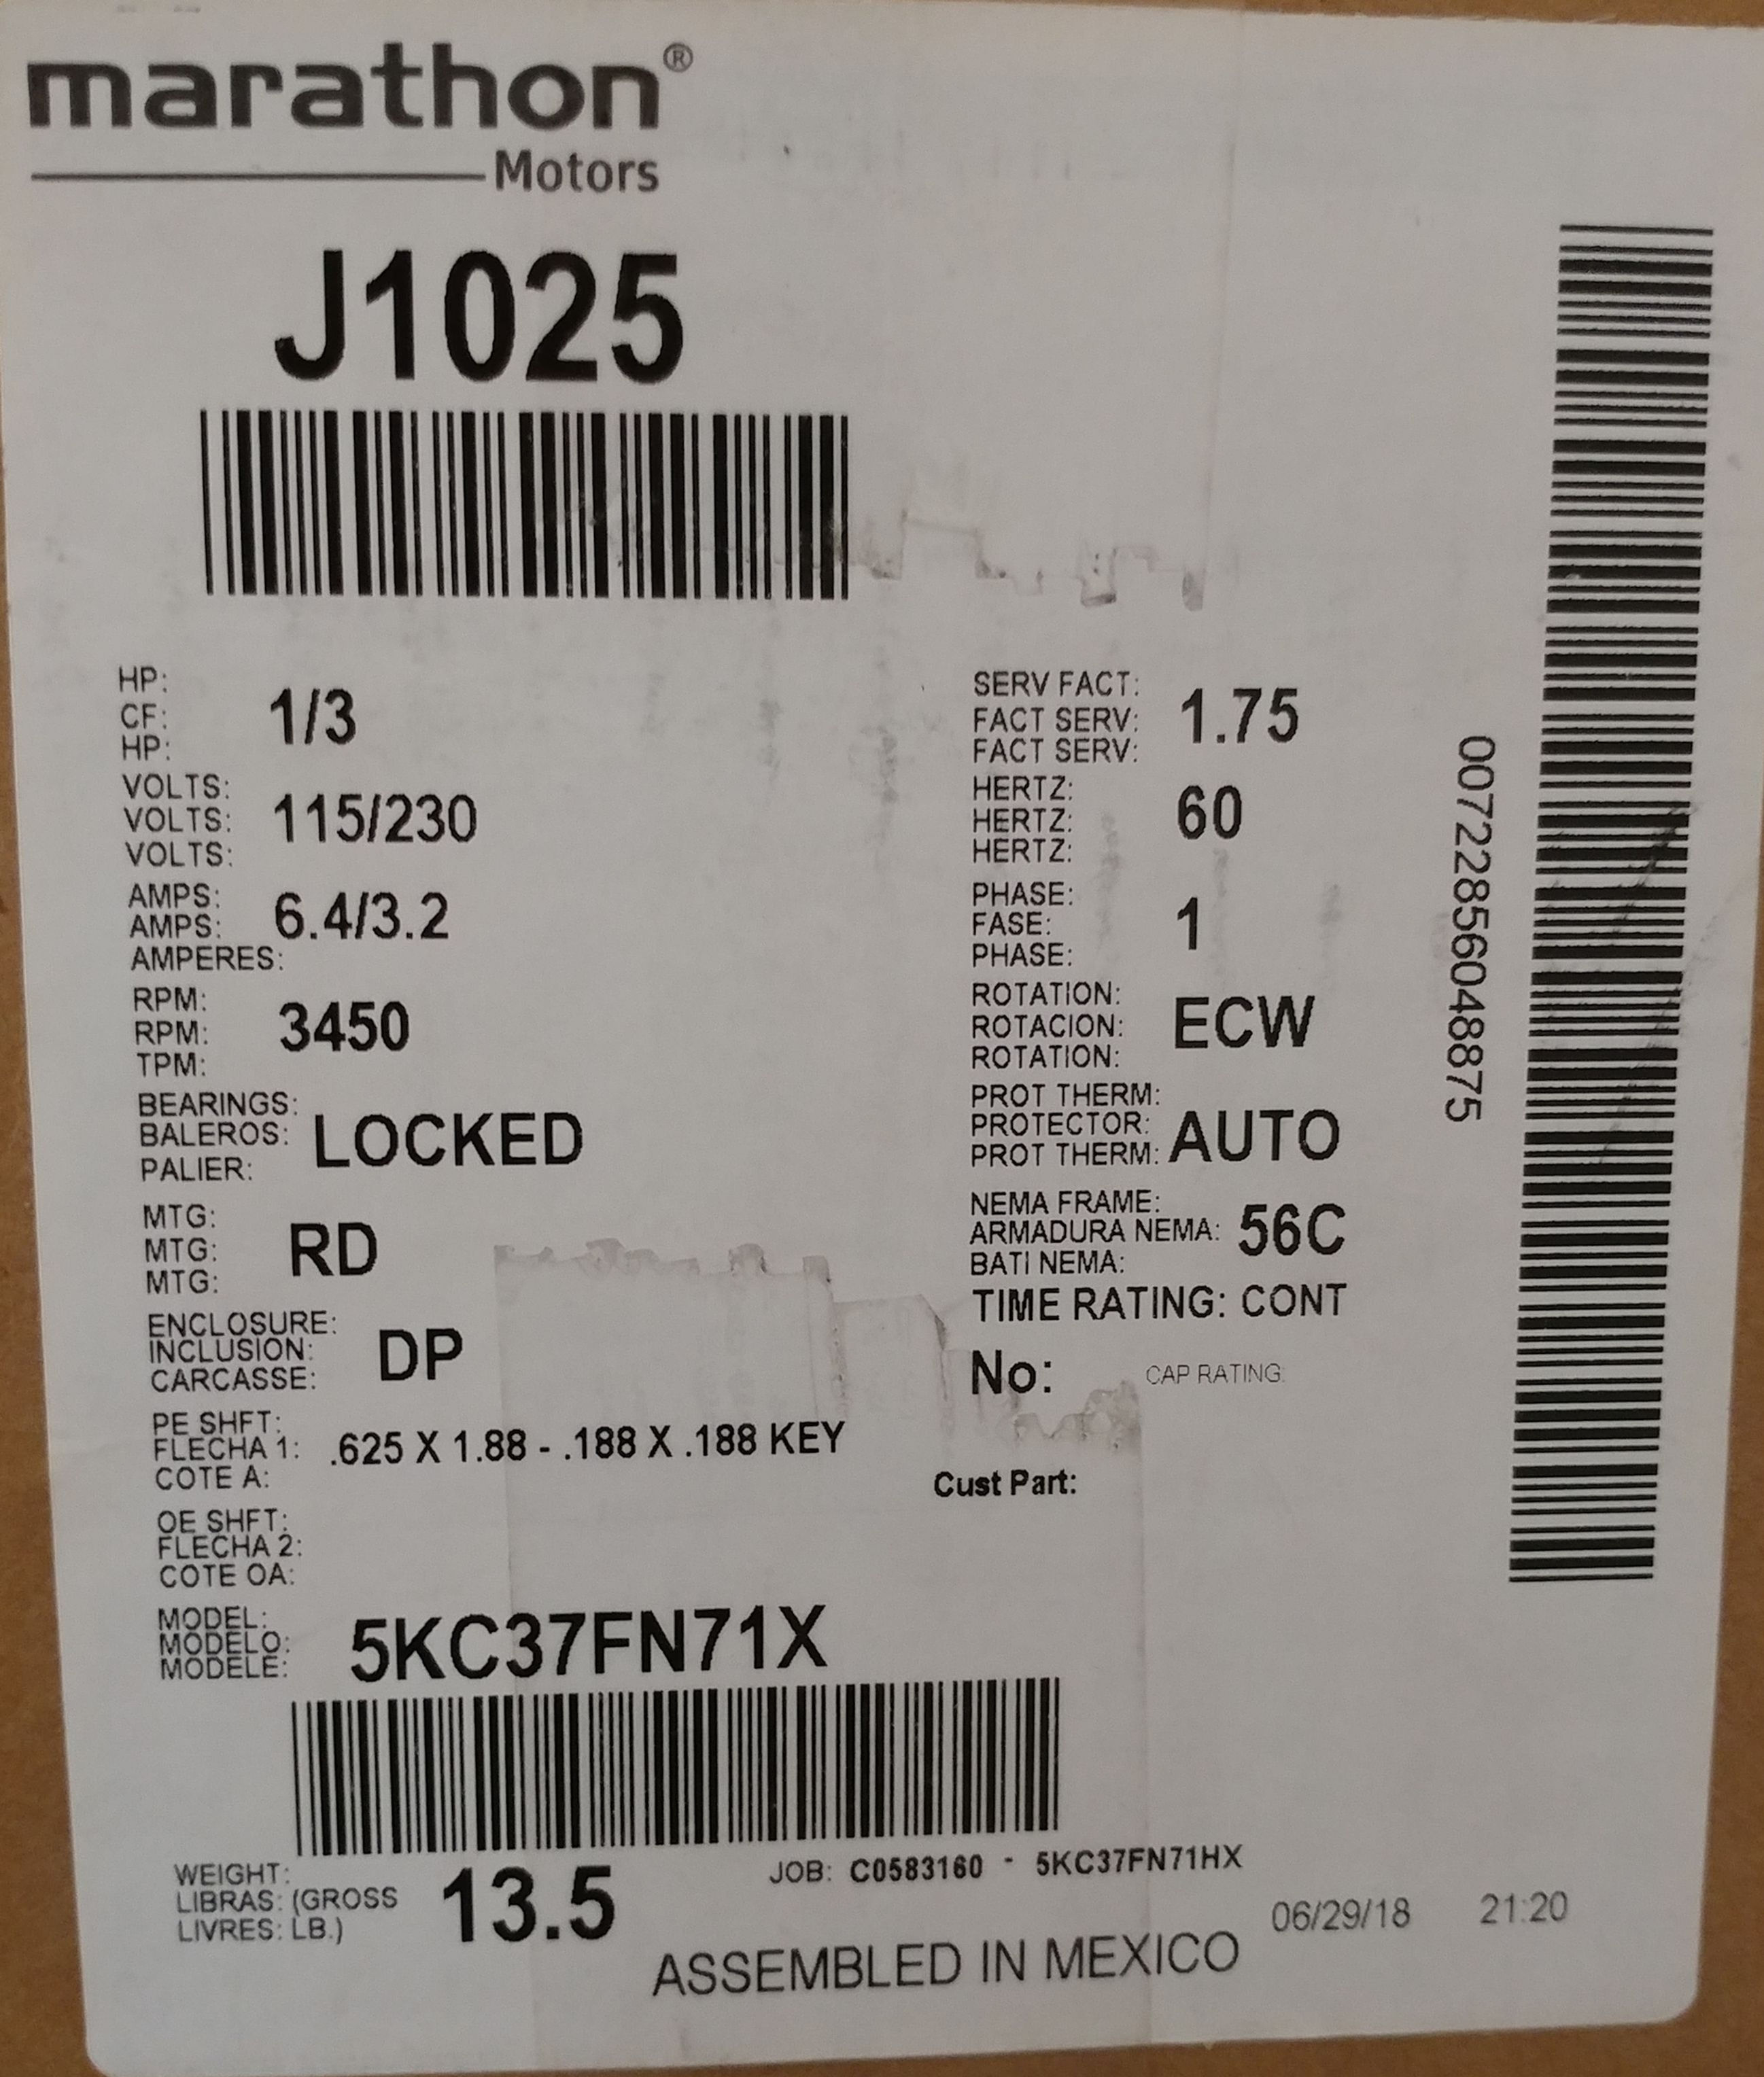 marathon®
Motors
J1025
HP:
CF: 1/3
HP:
VOLTS:
VOLTS: 115/230
VOLTS:
AMPS:
AMPS: 6.4/3.2
AMPERES:
RPM:
RPM: 3450
TPM:
BEARINGS:
BALEROS: LOCKED
PALIER:
MTG:
MTG: RD
MTG:
ENCLOSURE:
INCLUSION: DP
CARCASSE:
PE SHFT:
FLECHA 1: .625 X 1.88 - .188 X .188 KEY
COTE A:
OE SHFT:
FLECHA 2:
COTE OA:
MODEL:
MODELO: 5KC37FN71X
MODELE:
SERV FACT:
FACT SERV: 1.75
FACT SERV:
HERTZ:
HERTZ: 60
HERTZ:
PHASE:
FASE: 1
PHASE:
ROTATION:
ROTACION: ECW
ROTATION:
PROT THERM:
PROTECTOR: AUTO
PROT THERM:
NEMA FRAME:
ARMADURA NEMA: 56C
BATI NEMA:
TIME RATING: CONT
No: CAP RATING:
Cust Part:
00722856048875
WEIGHT:
LIBRAS: (GROSS 13.5
LIVRES: LB.)
JOB: C0583160 - 5KC37FN71HX
06/29/18 21:20
ASSEMBLED IN MEXICO